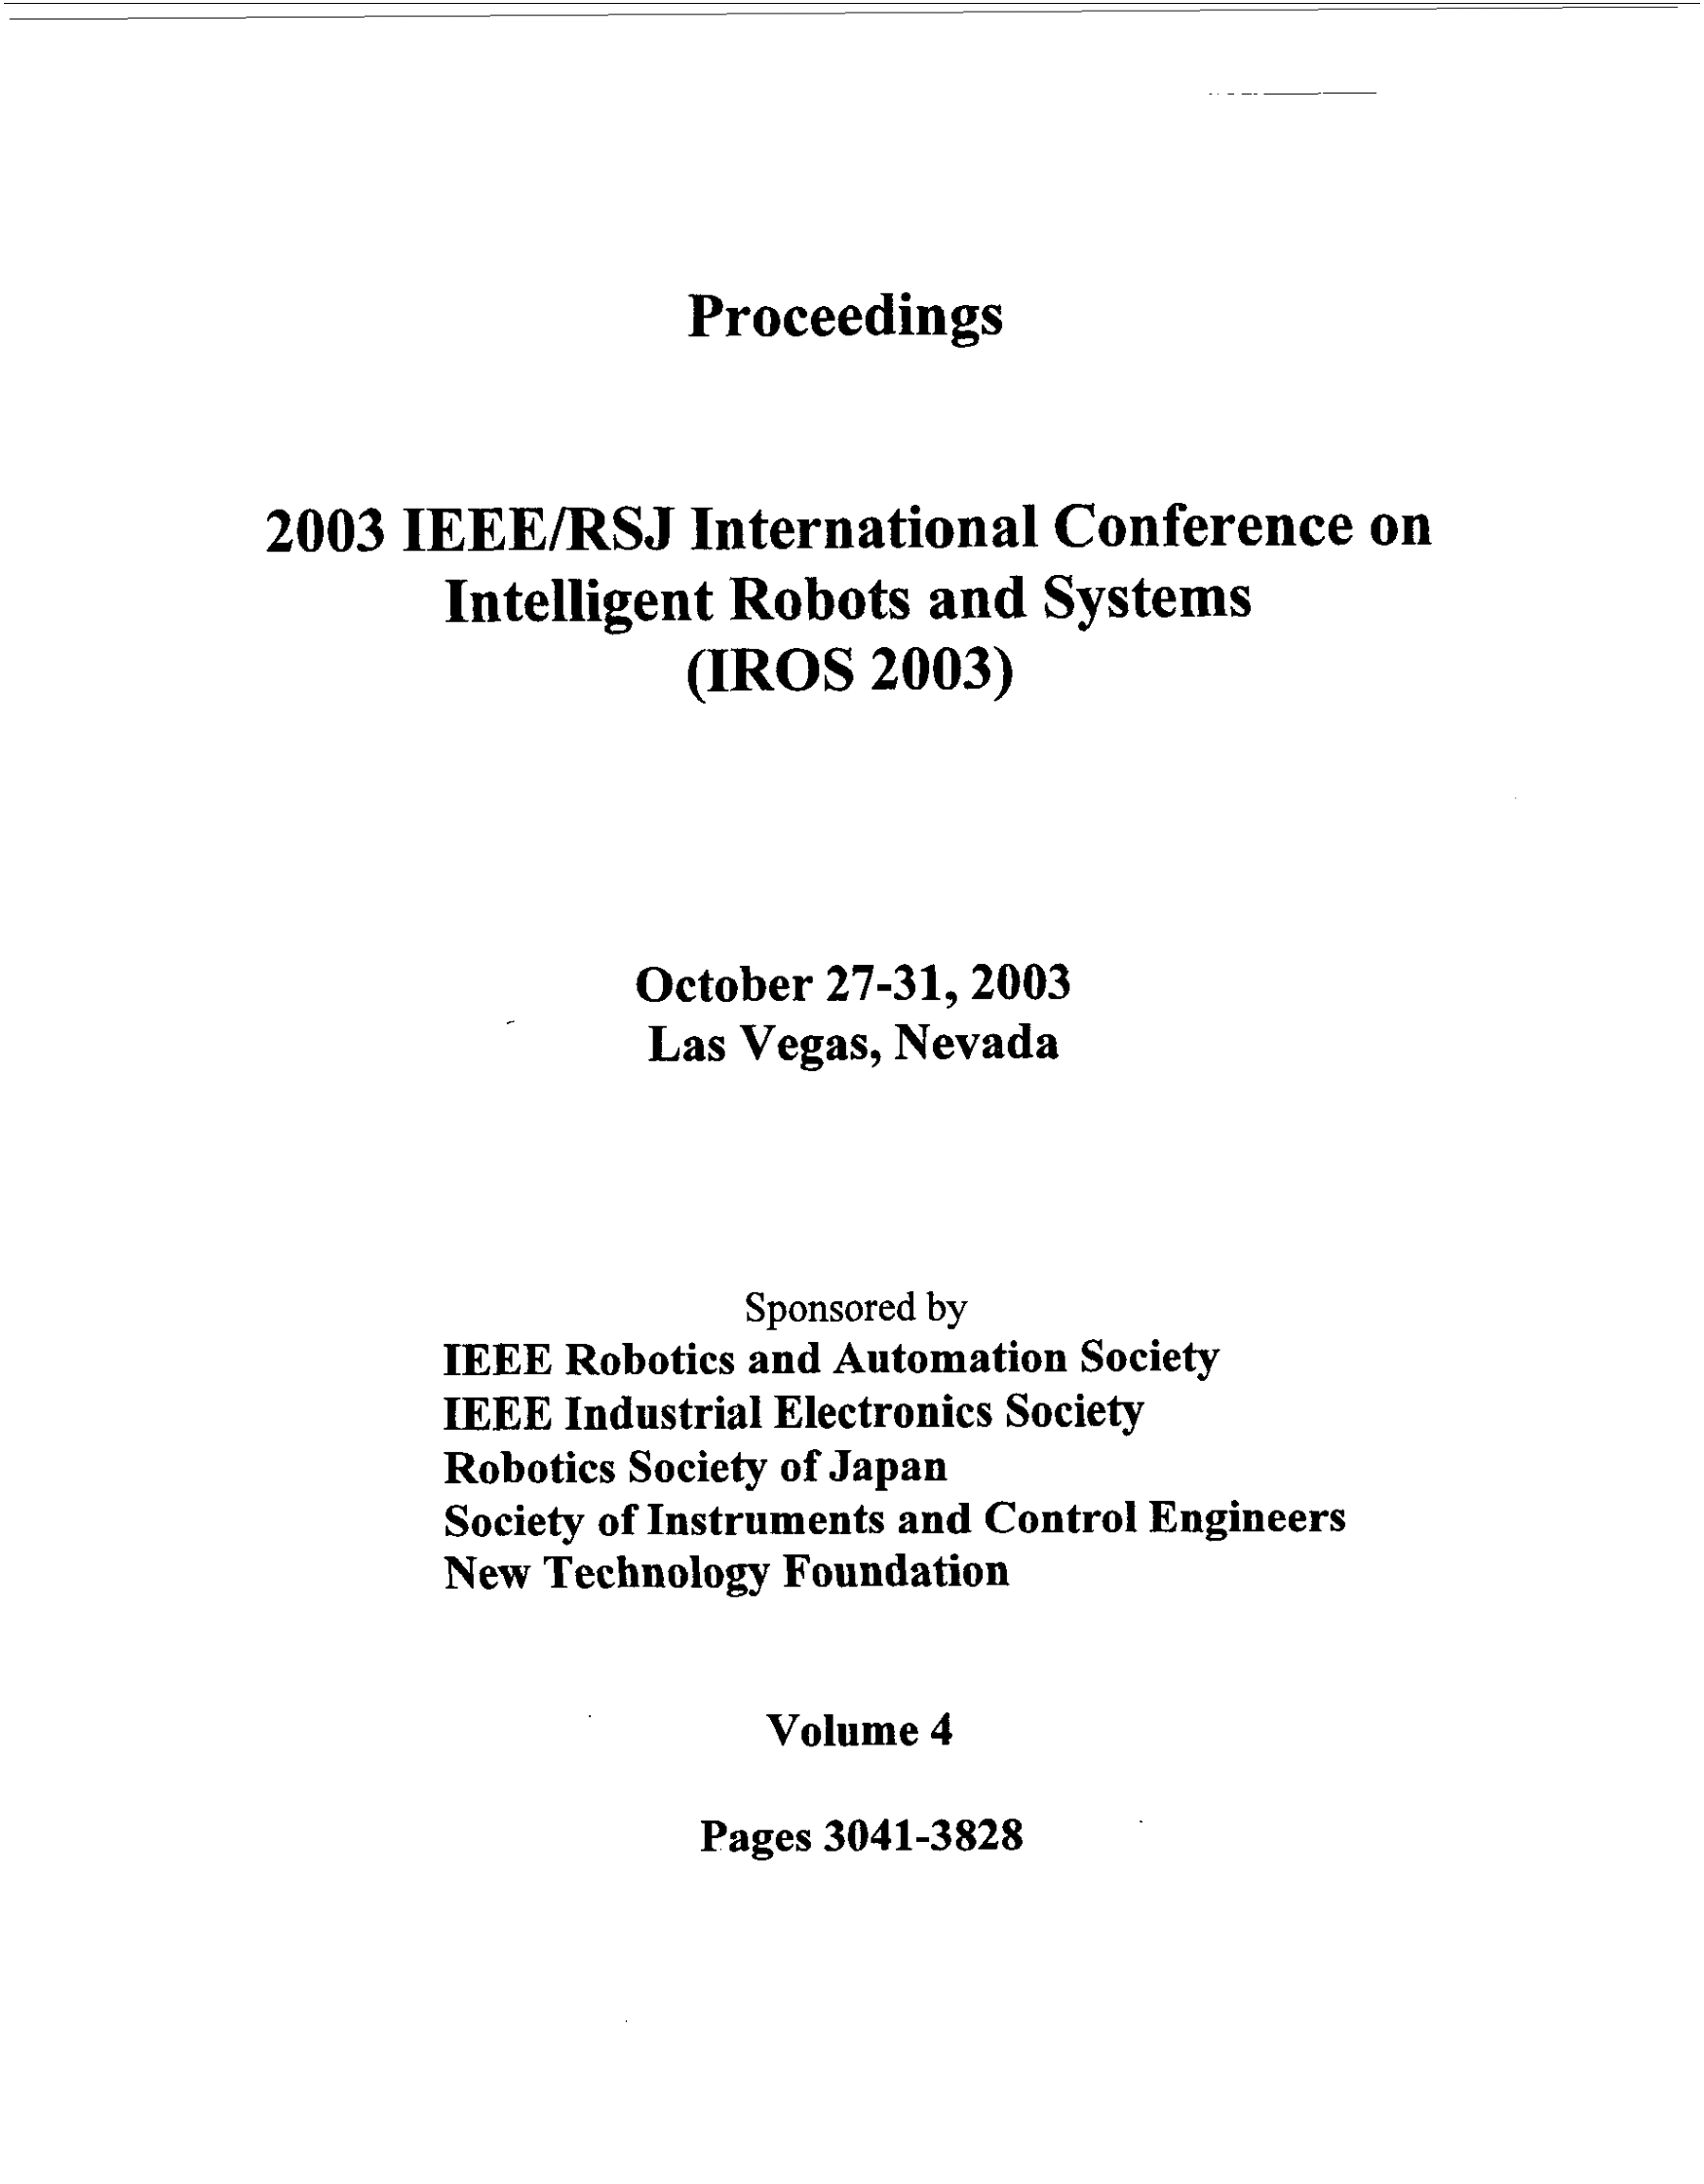 Proceedings
2003 IEEE/RSJ International Conference on
Intelligent Robots and Systems
(IROS 2003)
October 27-31, 2003
Las Vegas, Nevada
Sponsored by
IEEE Robotics and Automation Society
IEEE Industrial Electronics Society
Robotics Society of Japan
Society of Instruments and Control Engineers
New Technology Foundation
Volume 4
Pages 3041-3828